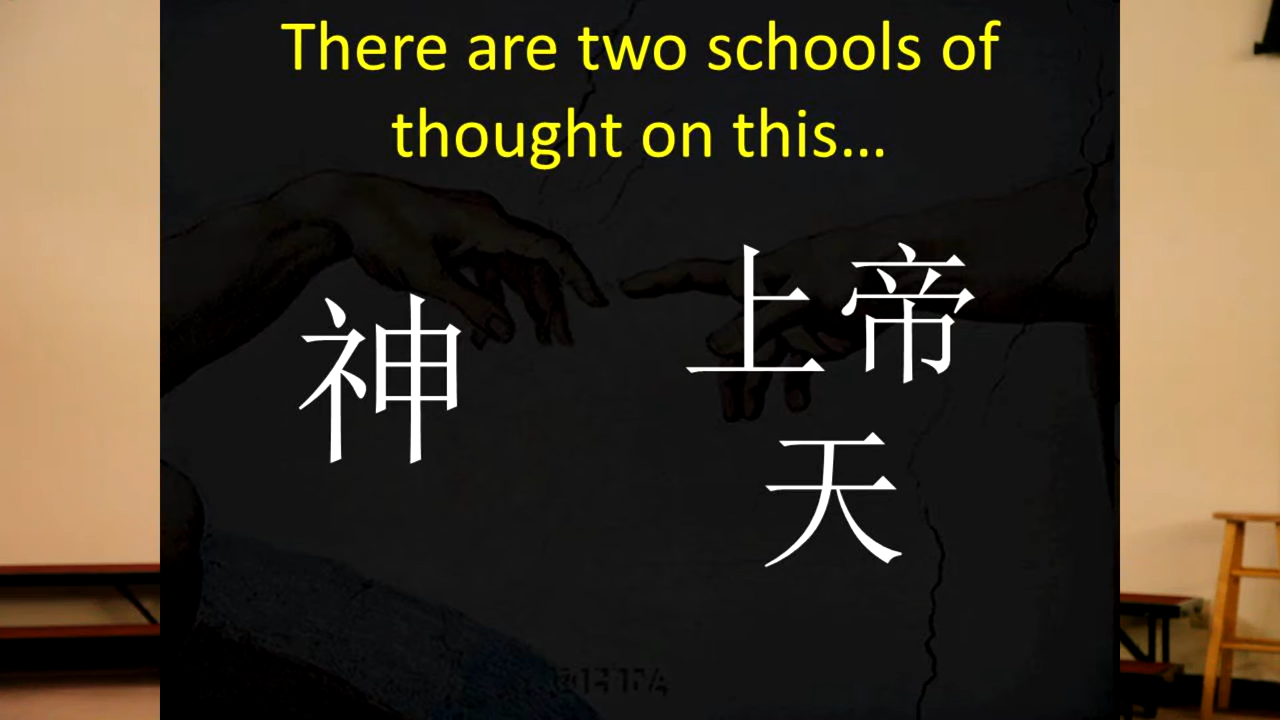 There are two schools of
thought on this...
神
上帝
天